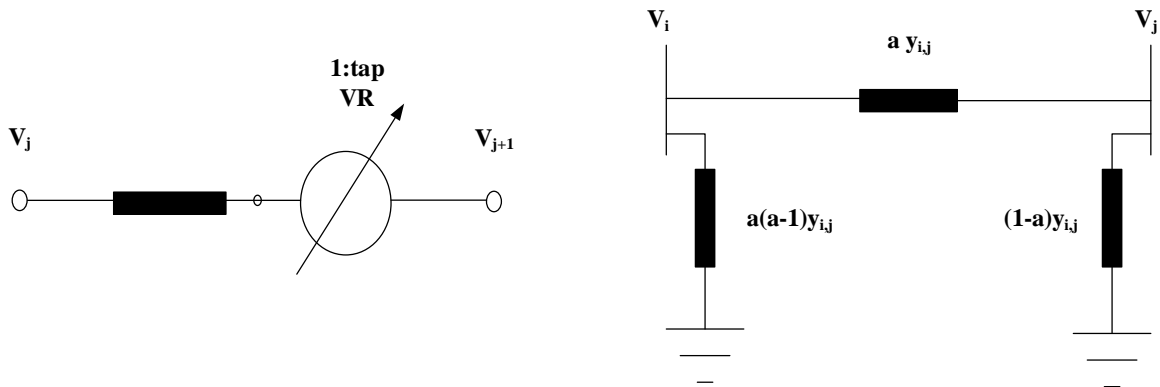 1:tap
VR
V_j
V_{j+1}
V_i
V_j
a y_{i,j}
a(a-1)y_{i,j}
(1-a)y_{i,j}